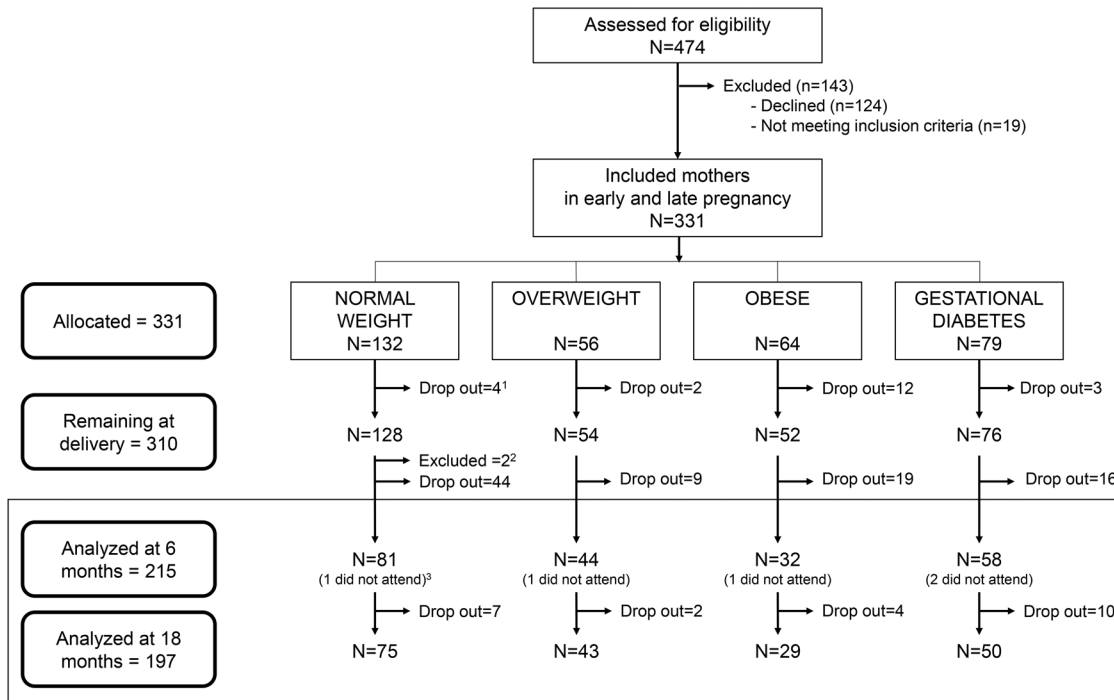 Assessed for eligibility
N=474
Excluded (n=143)
- Declined (n=124)
- Not meeting inclusion criteria (n=19)
Included mothers
in early and late pregnancy
N=331
Allocated = 331
NORMAL
WEIGHT
N=132
OVERWEIGHT
N=56
OBESE
N=64
GESTATIONAL
DIABETES
N=79
Drop out=4¹
Drop out=2
Drop out=12
Drop out=3
Remaining at
delivery = 310
N=128
N=54
N=52
N=76
Excluded =2²
Drop out=44
Drop out=9
Drop out=19
Drop out=16
Analyzed at 6
months = 215
N=81
(1 did not attend)³
N=44
(1 did not attend)
N=32
(1 did not attend)
N=58
(2 did not attend)
Drop out=7
Drop out=2
Drop out=4
Drop out=10
Analyzed at 18
months = 197
N=75
N=43
N=29
N=50